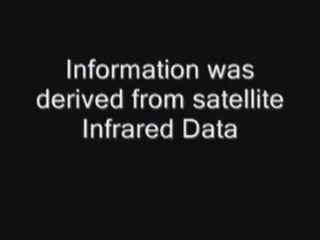 Information was
derived from satellite
Infrared Data